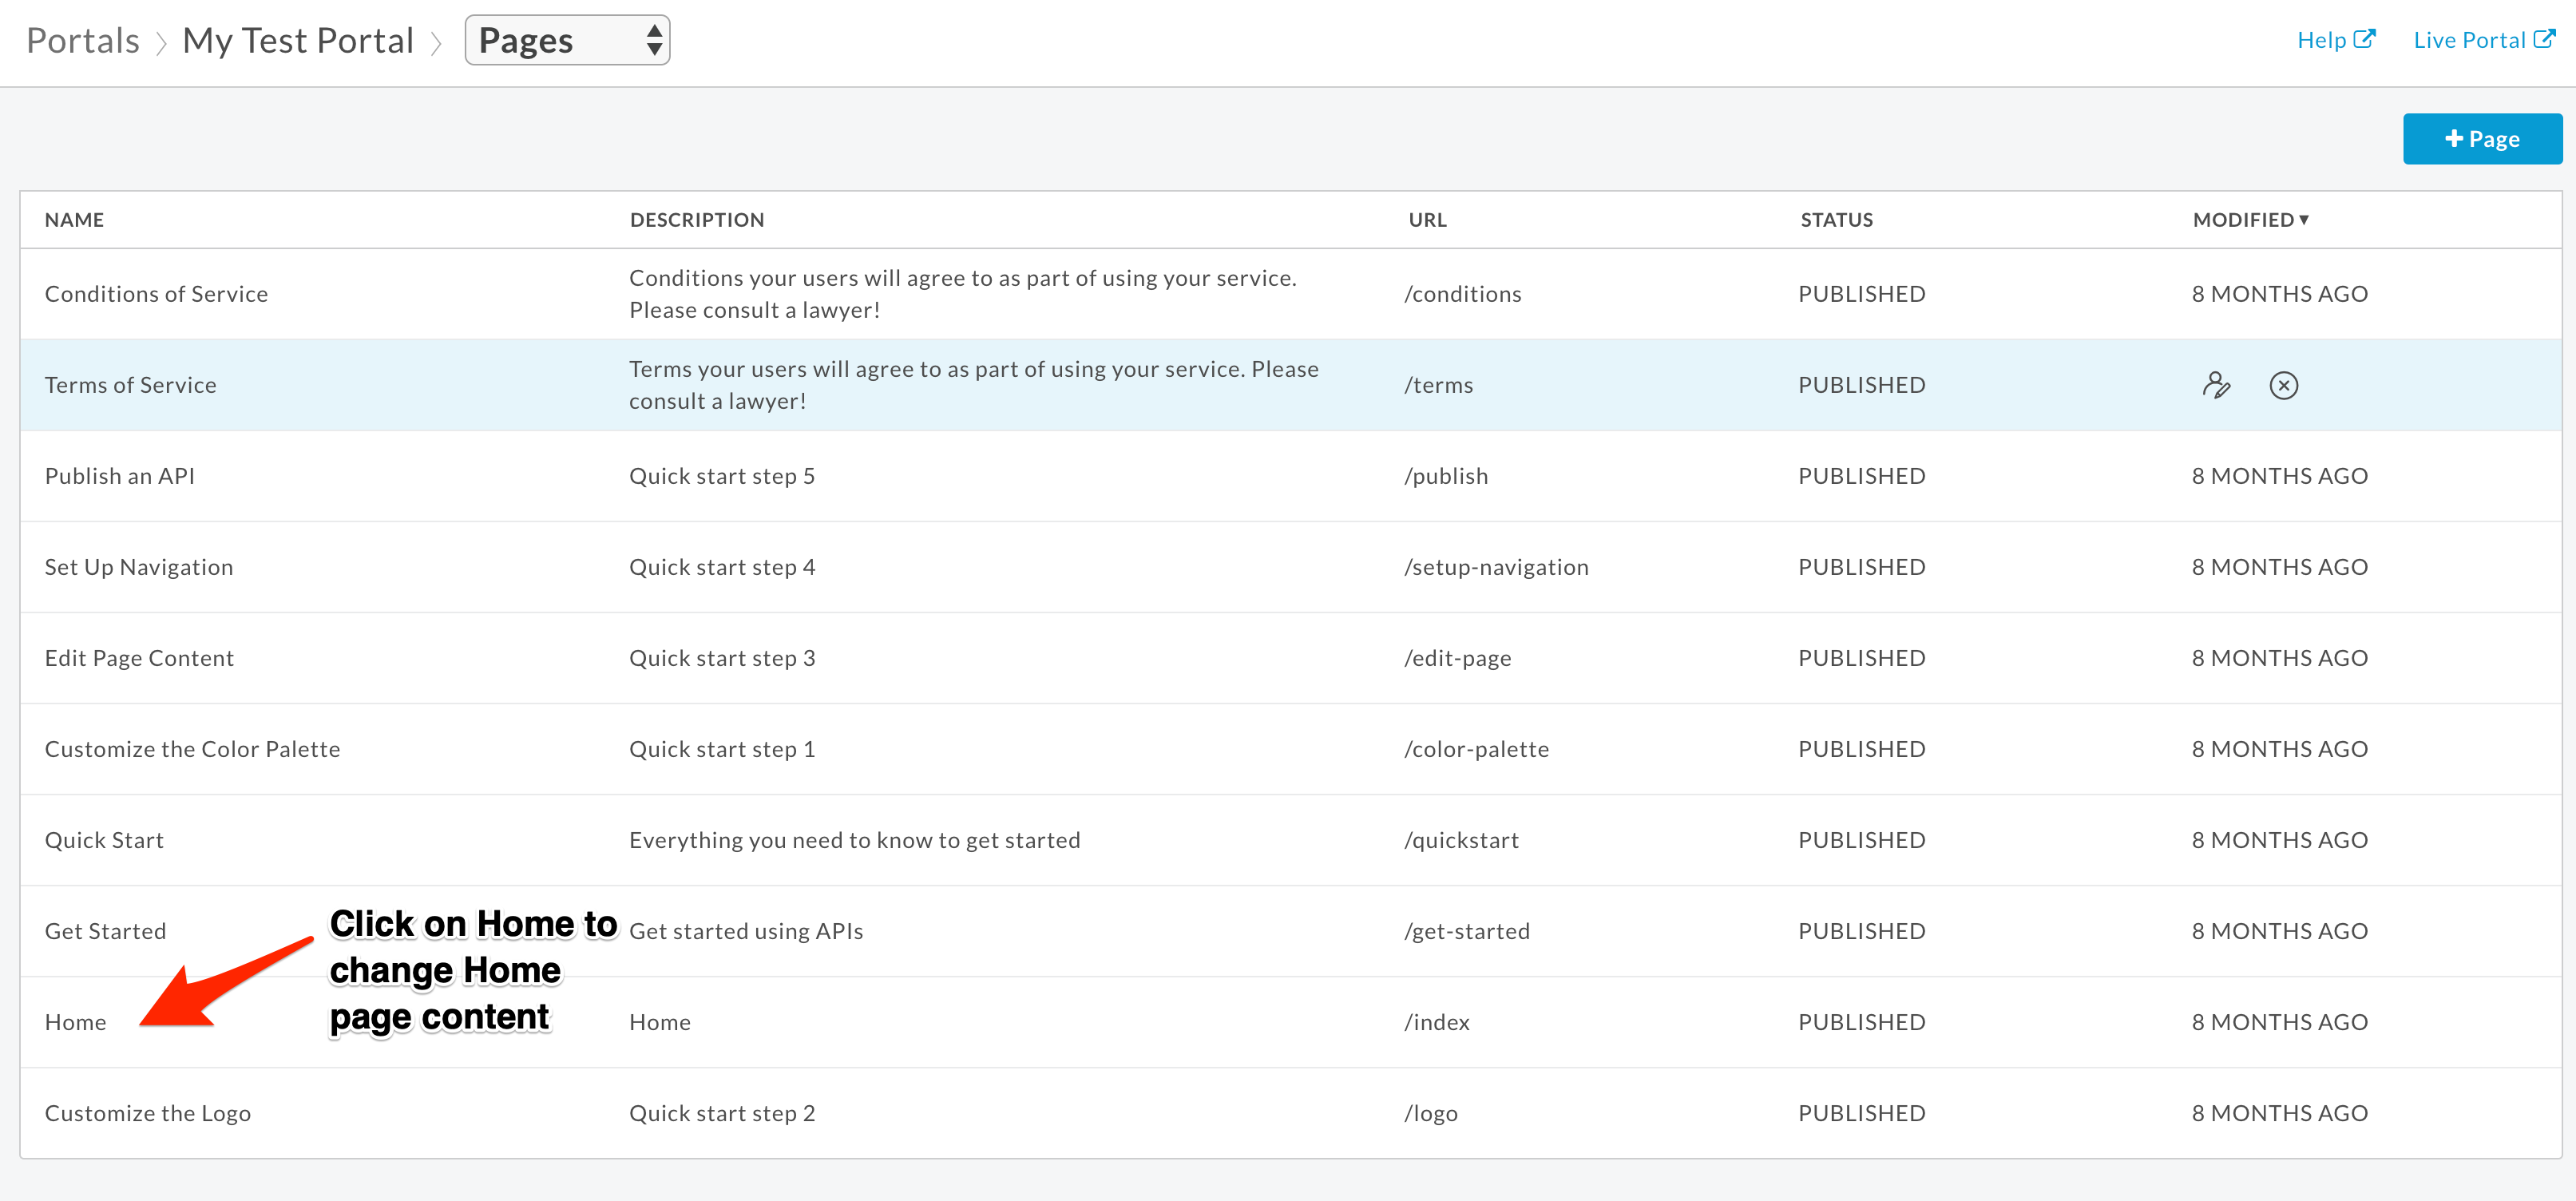 Portals My Test Portal Pages Help Live Portal
+ Page
NAME DESCRIPTION URL STATUS MODIFIED▼
Conditions of Service Conditions your users will agree to as part of using your service. /conditions PUBLISHED 8 MONTHS AGO
Please consult a lawyer!
Terms of Service Terms your users will agree to as part of using your service. Please /terms PUBLISHED
consult a lawyer!
Publish an API Quick start step 5 /publish PUBLISHED 8 MONTHS AGO
Set Up Navigation Quick start step 4 /setup-navigation PUBLISHED 8 MONTHS AGO
Edit Page Content Quick start step 3 /edit-page PUBLISHED 8 MONTHS AGO
Customize the Color Palette Quick start step 1 /color-palette PUBLISHED 8 MONTHS AGO
Quick Start Everything you need to know to get started /quickstart PUBLISHED 8 MONTHS AGO
Get Started Get started using APIs /get-started PUBLISHED 8 MONTHS AGO
Click on Home to
change Home
page content
Home Home /index PUBLISHED 8 MONTHS AGO
Customize the Logo Quick start step 2 /logo PUBLISHED 8 MONTHS AGO